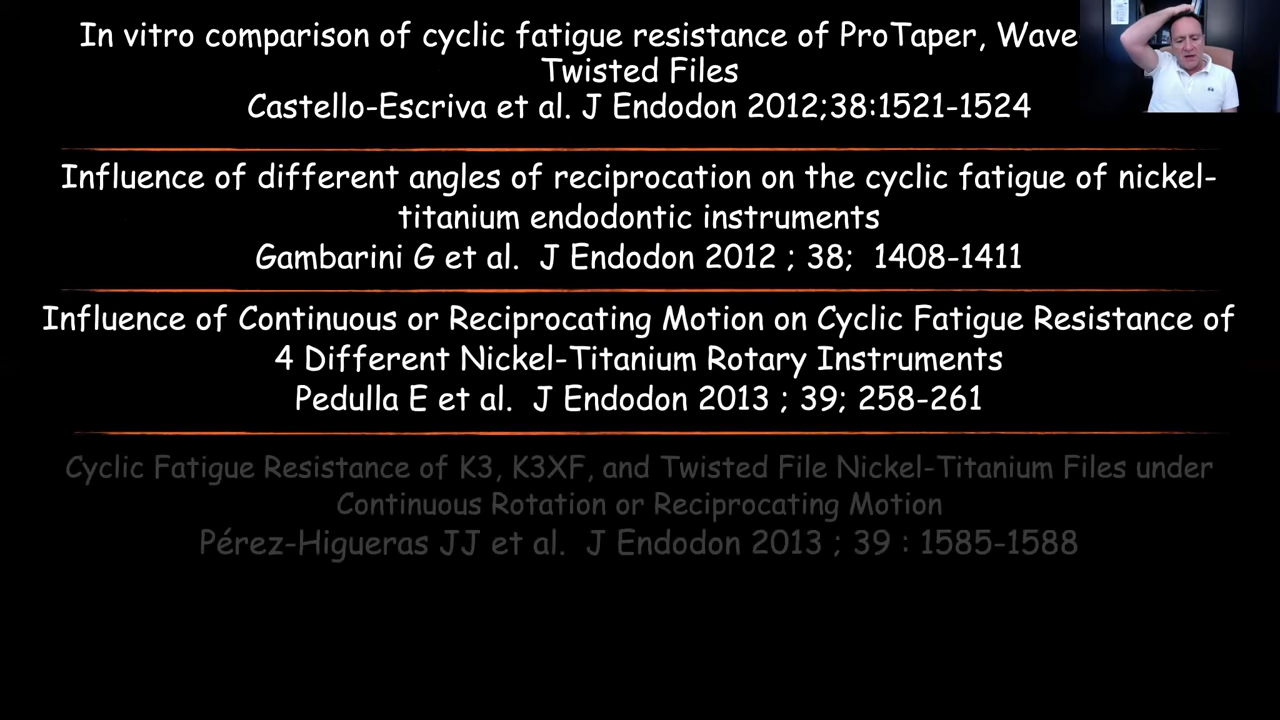 In vitro comparison of cyclic fatigue resistance of ProTaper, Wave
Twisted Files
Castello-Escriva et al. J Endodon 2012;38:1521-1524
Influence of different angles of reciprocation on the cyclic fatigue of nickel-
titanium endodontic instruments
Gambarini G et al. J Endodon 2012 ; 38; 1408-1411
Influence of Continuous or Reciprocating Motion on Cyclic Fatigue Resistance of
4 Different Nickel-Titanium Rotary Instruments
Pedulla E et al. J Endodon 2013 ; 39; 258-261
Cyclic Fatigue Resistance of K3, K3XF, and Twisted File Nickel-Titanium Files under
Continuous Rotation or Reciprocating Motion
Pérez-Higueras JJ et al. J Endodon 2013 ; 39 : 1585-1588